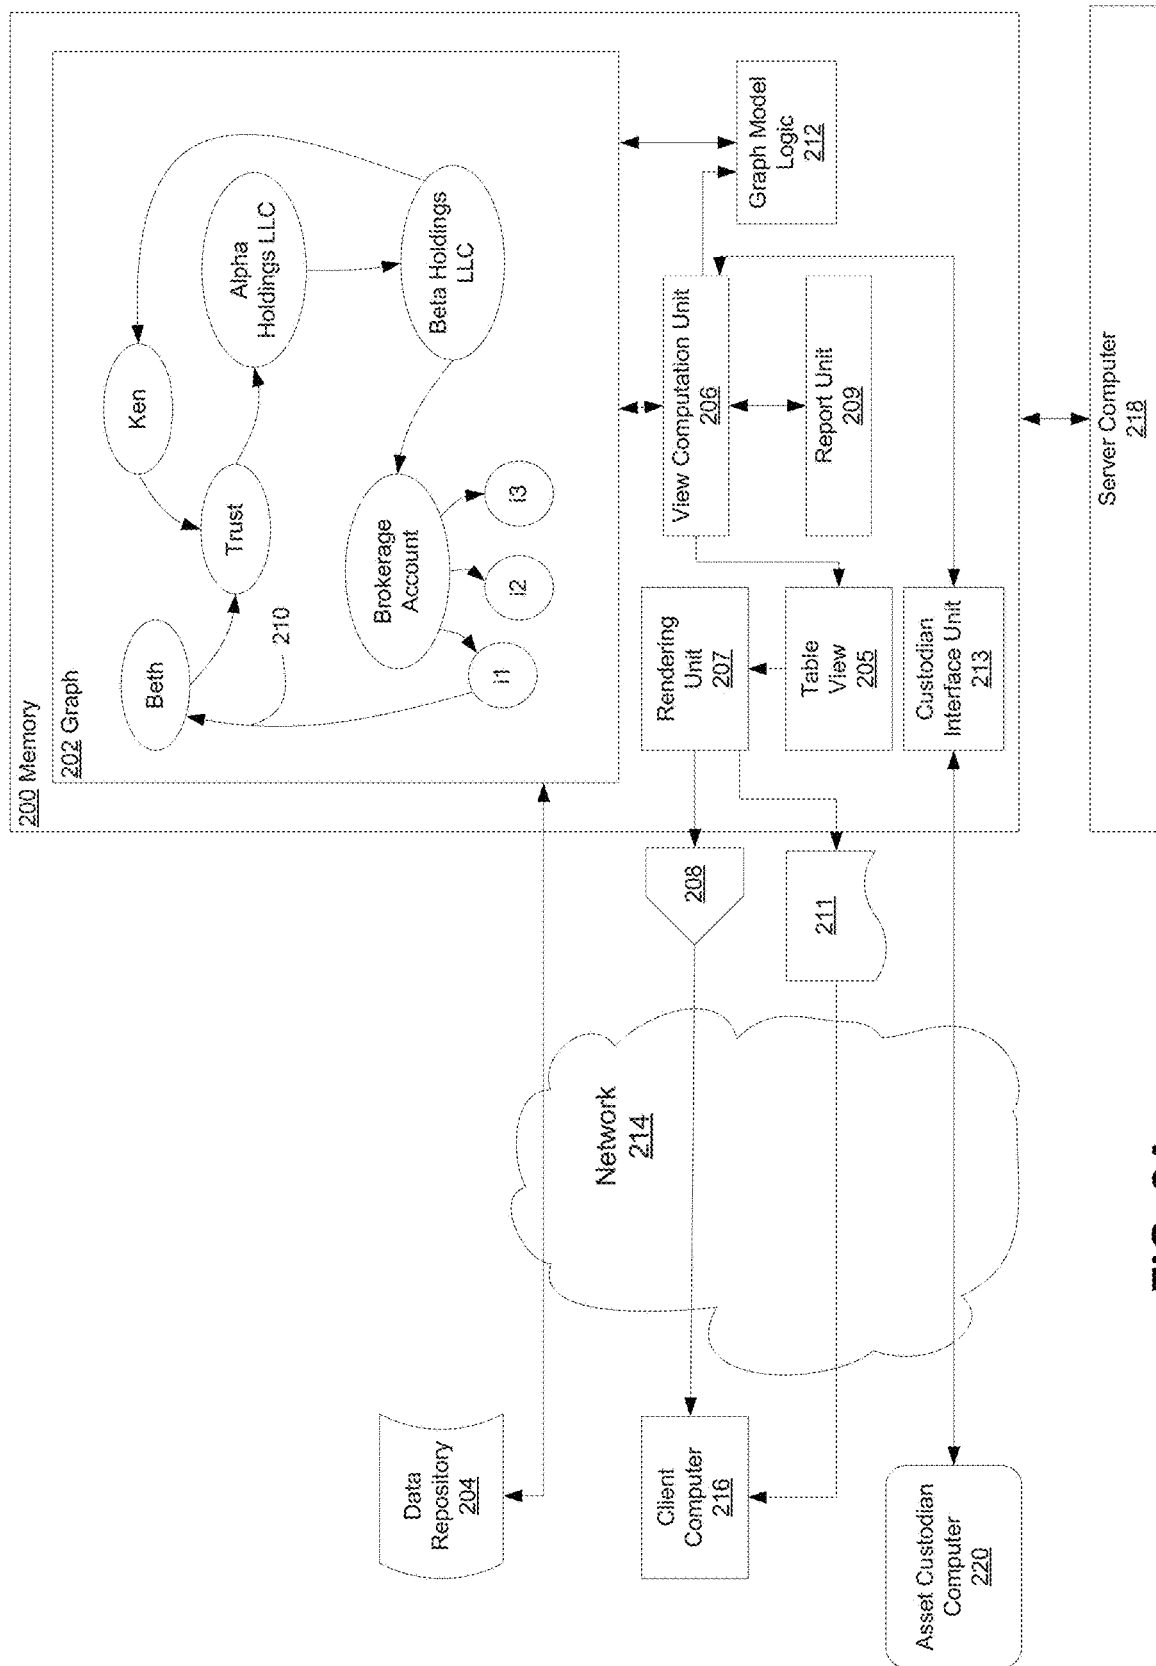 200 Memory
202 Graph
Beth
Ken
Trust
Alpha
Holdings LLC
210
Brokerage
Account
Beta Holdings
LLC
i1
i2
i3
Data
Repository
204
Network
214
Client
Computer
216
208
Rendering
Unit
207
View Computation Unit
206
Graph Model
Logic
212
211
Table
View
205
Report Unit
209
Asset Custodian
Computer
220
Custodian
Interface Unit
213
Server Computer
218